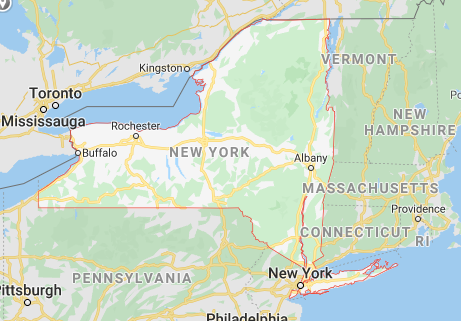 Kingston
VERMONT
Toronto
Mississauga
NEW
HAMPSHIRE
Rochester
Buffalo
NEW YORK
Albany
MASSACHUSETTS
Providence
CONNECTICUT
RI
PENNSYLVANIA
New York
ittsburgh
Philadelphia